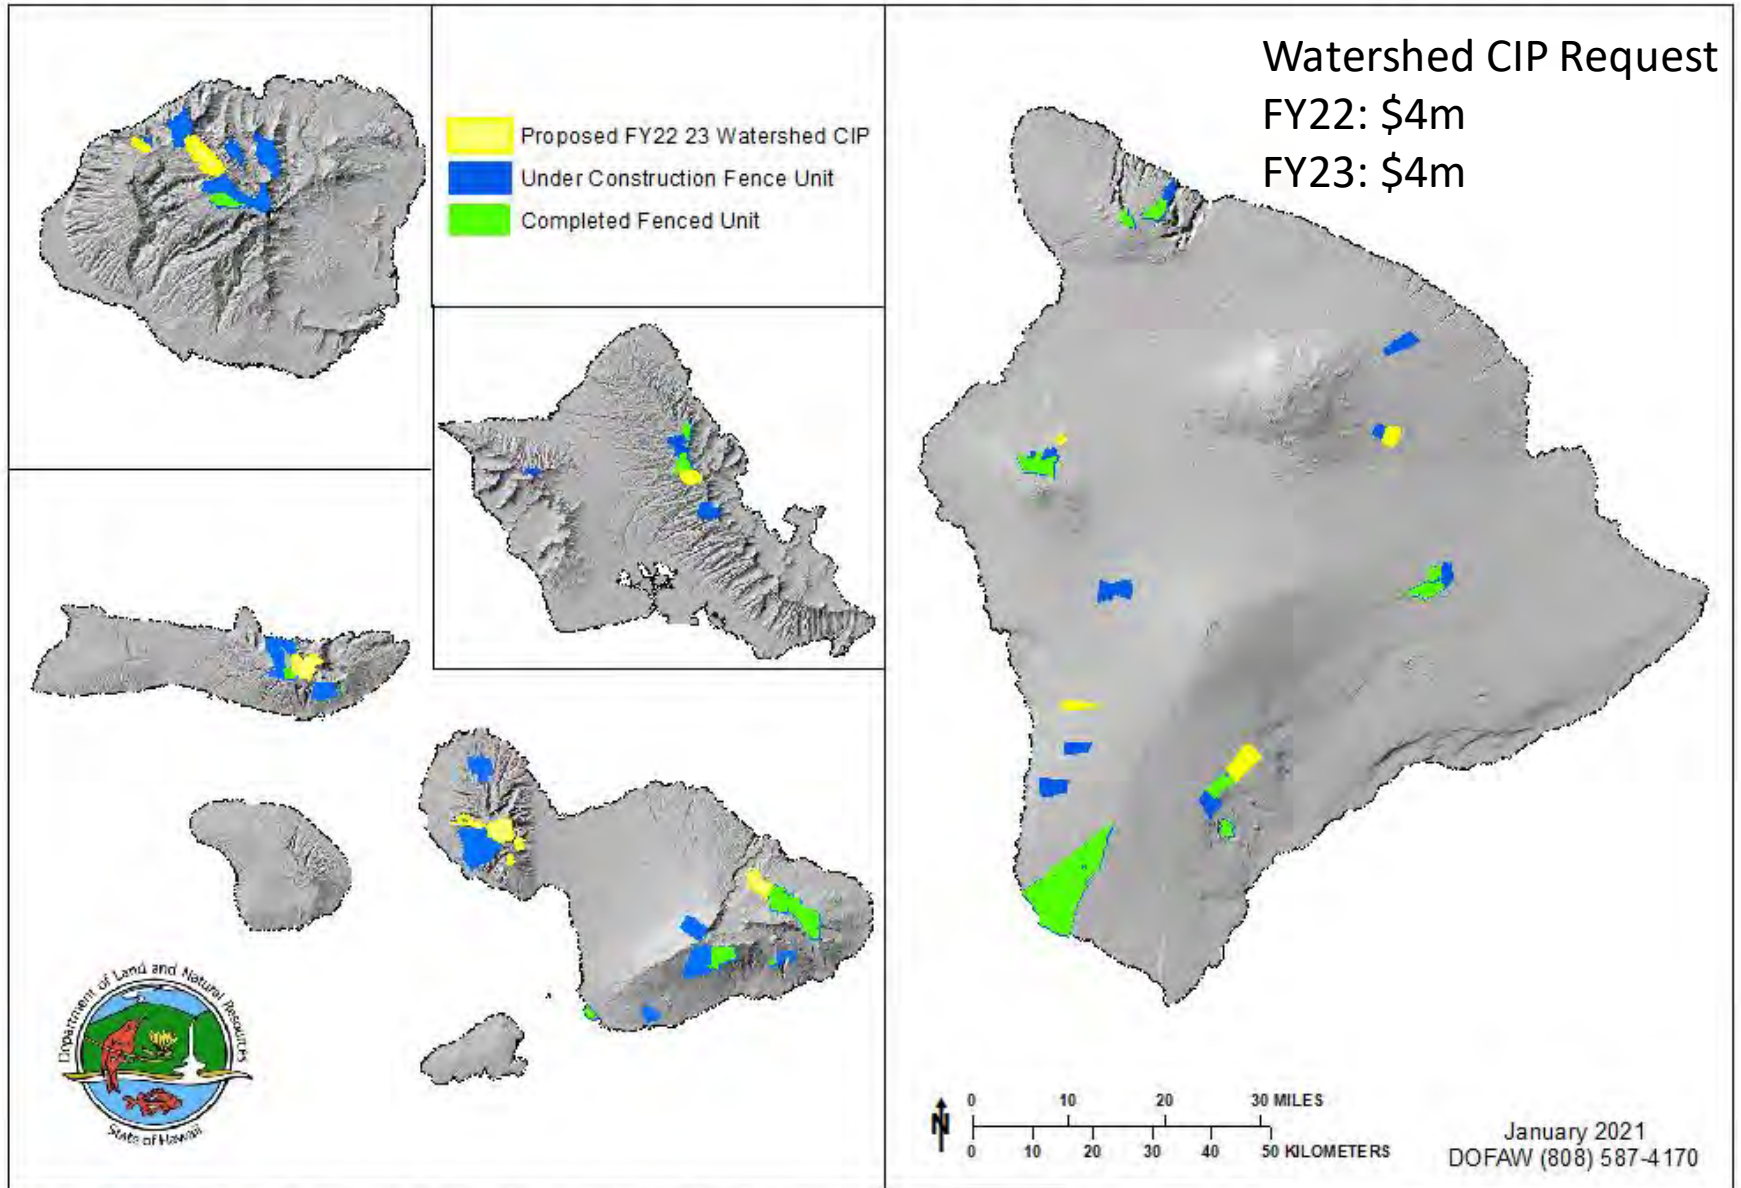 Watershed CIP Request
FY22: $4m
FY23: $4m
Proposed FY22 23 Watershed CIP
Under Construction Fence Unit
Completed Fenced Unit
Department of Land and Natural Resources
State of Hawaii
N
0 10 20 30 MILES
0 10 20 30 40 50 KILOMETERS
January 2021
DOFAW (808) 587-4170